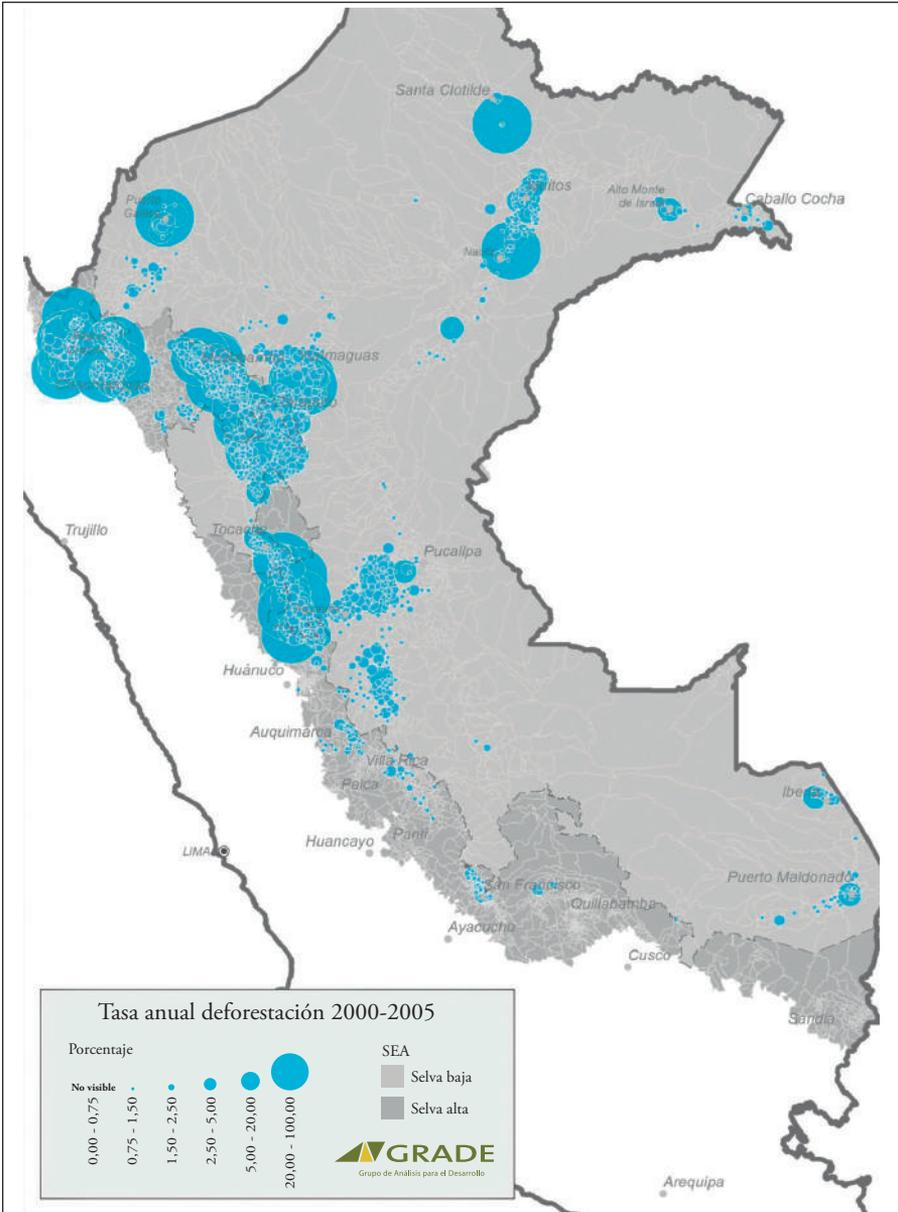 Santa Clotilde
Alto Monte
de Isra
Caballo Cocha
Trujillo
Pucallpa
Huánuco
Auquimarca
Villa Rica
Palca
Huancayo
LIMA
Iberia
Puerto Maldonado
San Francisco
Quillabamba
Ayacucho
Cusco
Sandia
Arequipa
Tasa anual deforestación 2000-2005
Porcentaje
No visible
0,00 - 0,75
0,75 - 1,50
1,50 - 2,50
2,50 - 5,00
5,00 - 20,00
20,00 - 100,00
SEA
Selva baja
Selva alta
GRADE
Grupo de Análisis para el Desarrollo